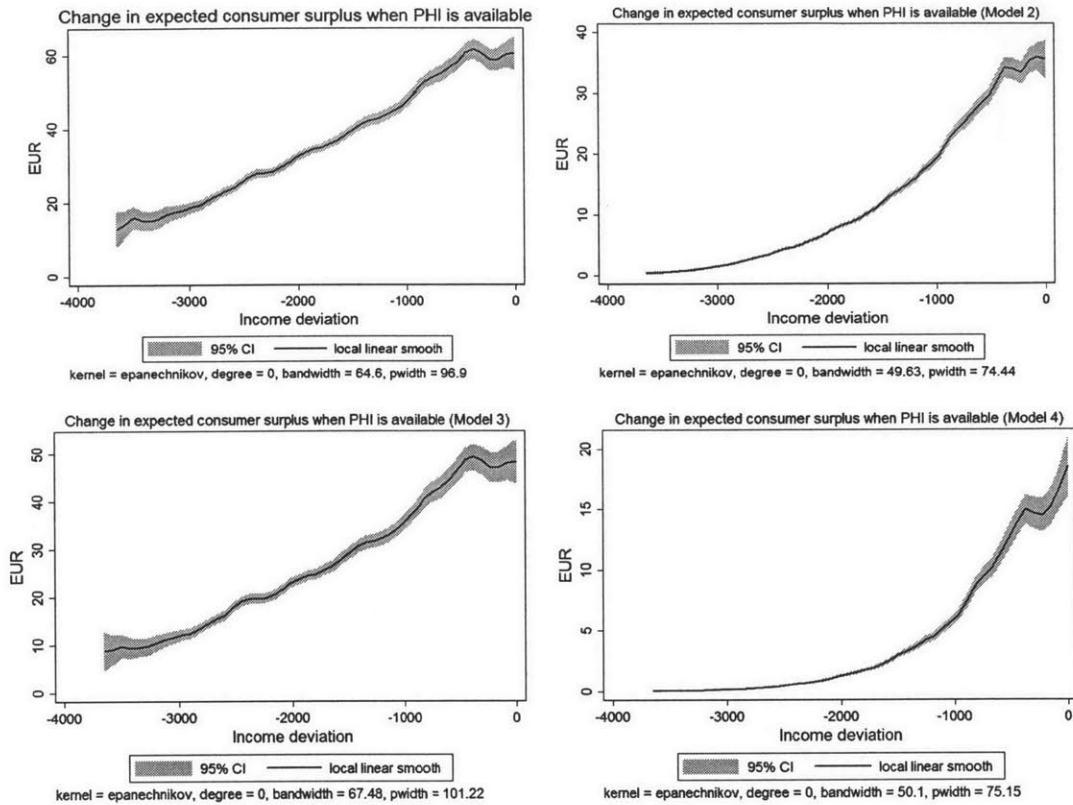 Change in expected consumer surplus when PHI is available
60
40
20
0
EUR
-4000 -3000 -2000 -1000 0
Income deviation
95% CI local linear smooth
kernel = epanechnikov, degree = 0, bandwidth = 64.6, pwidth = 96.9
Change in expected consumer surplus when PHI is available (Model 2)
40
30
20
10
0
EUR
-4000 -3000 -2000 -1000 0
Income deviation
95% CI local linear smooth
kernel = epanechnikov, degree = 0, bandwidth = 49.63, pwidth = 74.44
Change in expected consumer surplus when PHI is available (Model 3)
50
40
30
20
10
0
EUR
-4000 -3000 -2000 -1000 0
Income deviation
95% CI local linear smooth
kernel = epanechnikov, degree = 0, bandwidth = 67.48, pwidth = 101.22
Change in expected consumer surplus when PHI is available (Model 4)
20
15
10
5
0
EUR
-4000 -3000 -2000 -1000 0
Income deviation
95% CI local linear smooth
kernel = epanechnikov, degree = 0, bandwidth = 50.1, pwidth = 75.15